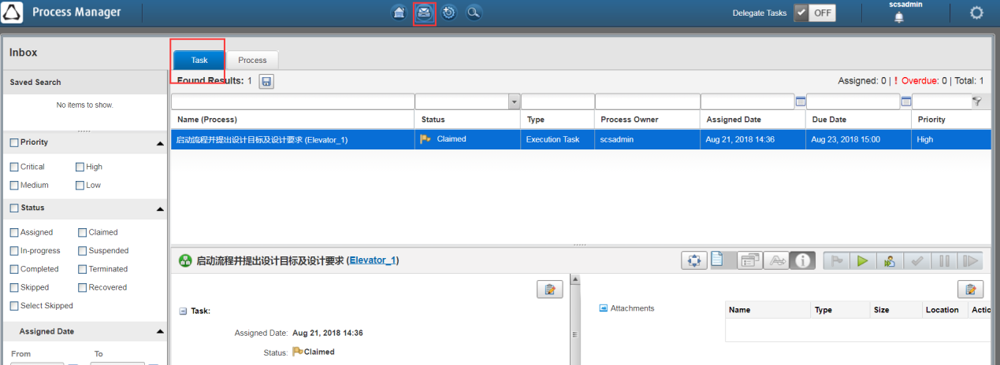 Process Manager
Delegate Tasks OFF
scsadmin
Inbox
Task Process
Saved Search
Found Results: 1
Assigned: 0 | ! Overdue: 0 | Total: 1
No items to show.
Name (Process) Status Type Process Owner Assigned Date Due Date Priority
启动流程并提出设计目标及设计要求 (Elevator_1) Claimed Execution Task scsadmin Aug 21, 2018 14:36 Aug 23, 2018 15:00 High
Priority
Critical High
Medium Low
Status
Assigned Claimed
In-progress Suspended
Completed Terminated
Skipped Recovered
Select Skipped
Assigned Date
From To
启动流程并提出设计目标及设计要求 (Elevator_1)
Task:
Assigned Date: Aug 21, 2018 14:36
Status: Claimed
Attachments
Name Type Size Location Actio